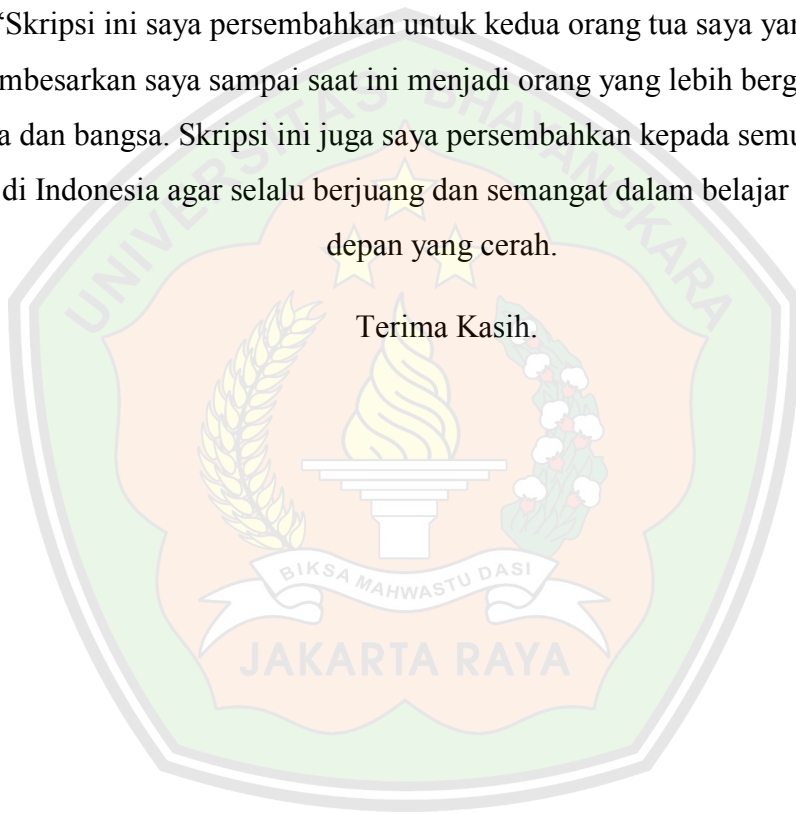 “Skripsi ini saya persembahkan untuk kedua orang tua saya
mbesarkan saya sampai saat ini menjadi orang yang lebih berg
a dan bangsa. Skripsi ini juga saya persembahkan kepada semu
di Indonesia agar selalu berjuang dan semangat dalam belajar
depan yang cerah.
Terima Kasih.
UNIVERSITAS BHAYANGKARA
BIKSA MAHWASTU DASI
JAKARTA RAYA